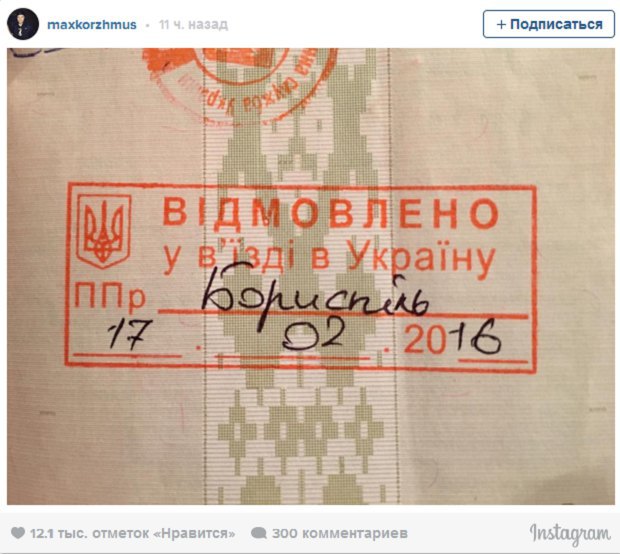 maxkorzhmus • 11 ч. назад
+ Подписаться
ВІДМОВЛЕНО
у в'їзді в Україну
ППр Бориспіль
17 . 02 . 2016
12.1 тыс. отметок «Нравится» 300 комментариев
Instagram